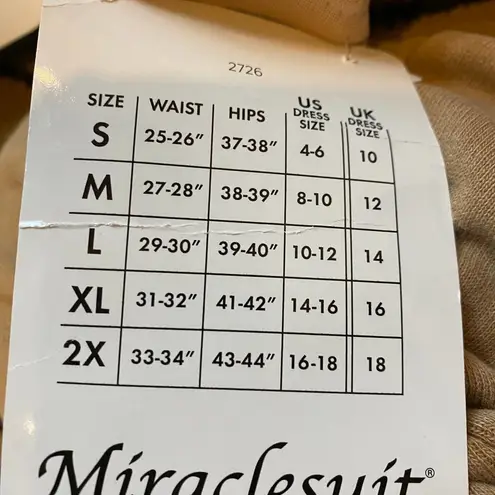 2726
SIZE WAIST HIPS US DRESS SIZE UK DRESS SIZE
S 25-26" 37-38" 4-6 10
M 27-28" 38-39" 8-10 12
L 29-30" 39-40" 10-12 14
XL 31-32" 41-42" 14-16 16
2X 33-34" 43-44" 16-18 18
Miraclesuit®